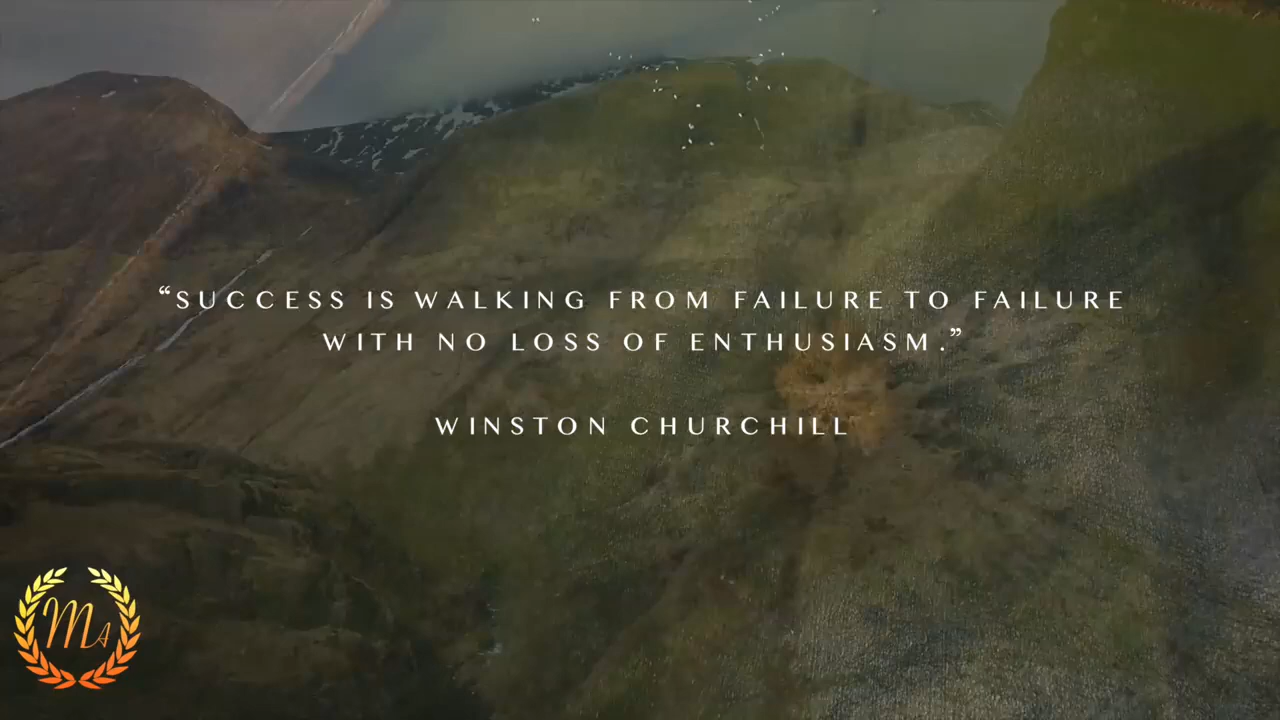 “SUCCESS IS WALKING FROM FAILURE TO FAILURE
WITH NO LOSS OF ENTHUSIASM.”
WINSTON CHURCHILL
MA